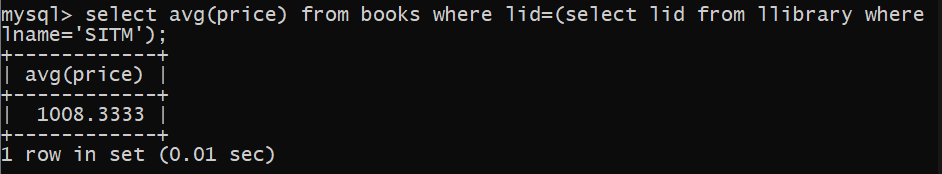 mysql> select avg(price) from books where lid=(select lid from llibrary where
lname='SITM');
+------------+
| avg(price) |
+------------+
|  1008.3333 |
+------------+
1 row in set (0.01 sec)